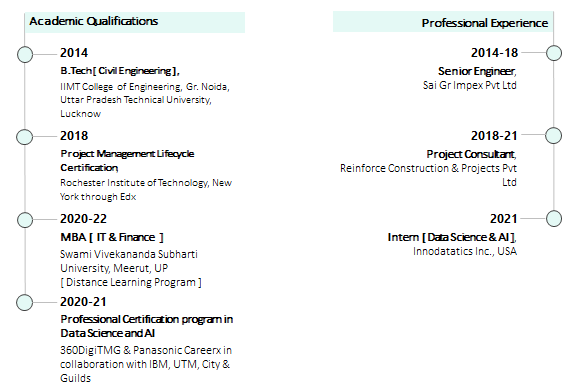 Academic Qualifications
2014
B.Tech [ Civil Engineering ],
IIMT College of Engineering, Gr. Noida,
Uttar Pradesh Technical University,
Lucknow
2018
Project Management Lifecycle
Certification,
Rochester Institute of Technology, New
York through Edx
2020-22
MBA [ IT & Finance ]
Swami Vivekananda Subharti
University, Meerut, UP
[ Distance Learning Program ]
2020-21
Professional Certification program in
Data Science and AI
360DigiTMG & Panasonic Careerx in
collaboration with IBM, UTM, City &
Guilds
Professional Experience
2014-18
Senior Engineer,
Sai Gr Impex Pvt Ltd
2018-21
Project Consultant,
Reinforce Construction & Projects Pvt
Ltd
2021
Intern [ Data Science & AI ],
Innodatatics Inc., USA